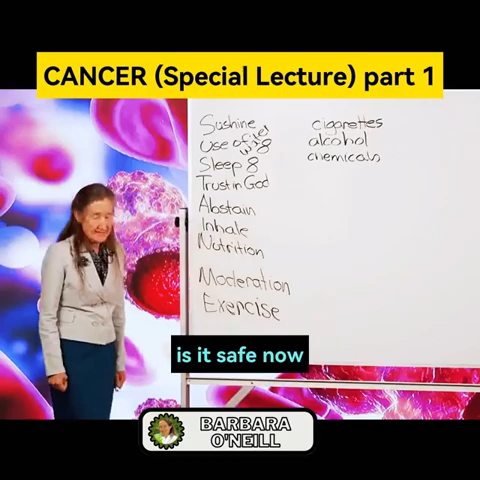 CANCER (Special Lecture) part 1
Sushine
cigarettes
Use of
alcohol
Sleep 8
chemicals
Trust in God
Abstain
Inhale
Nutrition
Moderation
Exercise
is it safe now
BARBARA
O'NEILL